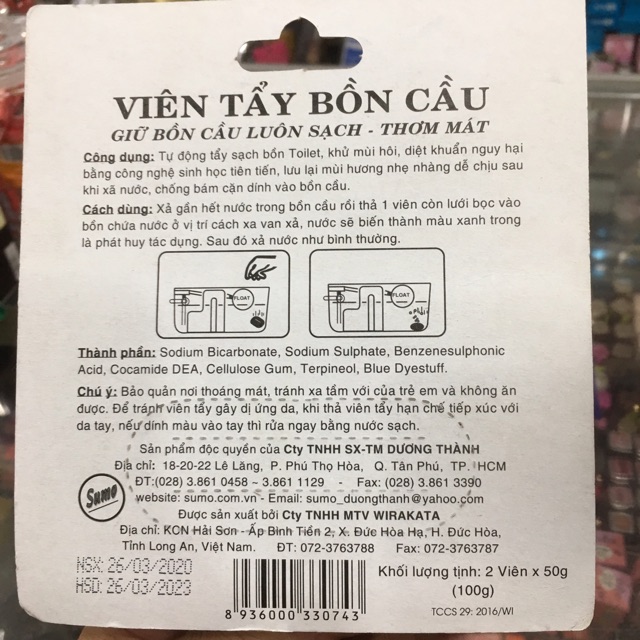 VIÊN TẨY BỒN CẦU
GIỮ BỒN CẦU LUÔN SẠCH - THƠM MÁT
Công dụng: Tự động tẩy sạch bồn Toilet, khử mùi hôi, diệt khuẩn nguy hại
bằng công nghệ sinh học tiên tiến, lưu lại mùi hương nhẹ nhàng dễ chịu sau
khi xã nước, chống bám cặn dính vào bồn cầu.
Cách dùng: Xả gần hết nước trong bồn cầu rồi thả 1 viên còn lưới bọc vào
bồn chứa nước ở vị trí cách xa van xả, nước sẽ biến thành màu xanh trong
là phát huy tác dụng. Sau đó xả nước như bình thường.
FLOAT
FLOAT
Thành phần: Sodium Bicarbonate, Sodium Sulphate, Benzenesulphonic
Acid, Cocamide DEA, Cellulose Gum, Terpineol, Blue Dyestuff.
Chú ý: Bảo quản nơi thoáng mát, tránh xa tầm với của trẻ em và không ăn
được. Để tránh viên tẩy gây dị ứng da, khi thả viên tẩy hạn chế tiếp xúc với
da tay, nếu dính màu vào tay thì rửa ngay bằng nước sạch.
Sản phẩm độc quyền của Cty TNHH SX-TM DƯƠNG THÀNH
Địa chỉ: 18-20-22 Lê Lăng, P. Phú Thọ Hòa, Q. Tân Phú, TP. HCM
ĐT:(028) 3.861 0458 ~ 3.861 1129 - Fax: (028) 3.861 3390
Sumo
website: sumo.com.vn - Email: sumo_duongthanh@yahoo.com
Được sản xuất bởi Cty TNHH MTV WIRAKATA
Địa chỉ: KCN Hải Sơn - Ấp Bình Tiền 2, X. Đức Hòa Hạ, H. Đức Hòa,
Tỉnh Long An, Việt Nam. ĐT: 072-3763788 Fax: 072-3763787
NSX: 26/03/2020
HSD: 26/03/2023
8 936000 330743
Khối lượng tịnh: 2 Viên x 50g
(100g)
TCCS 29: 2016/WI